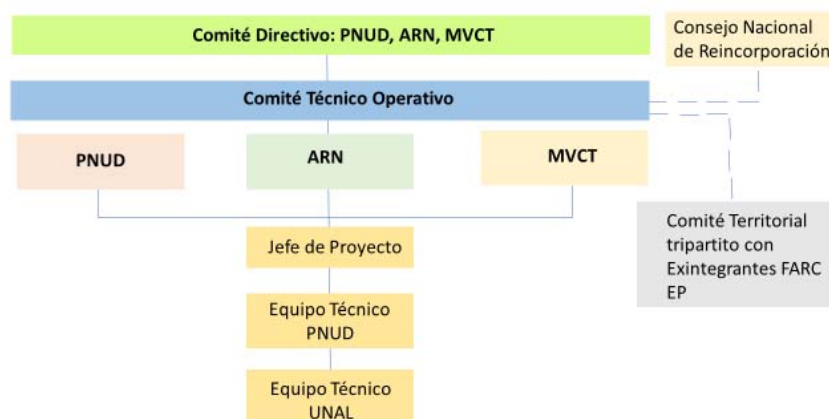 Comité Directivo: PNUD, ARN, MVCT
Consejo Nacional
de Reincorporación
Comité Técnico Operativo
PNUD
ARN
MVCT
Comité Territorial
tripartito con
Exintegrantes FARC
EP
Jefe de Proyecto
Equipo Técnico
PNUD
Equipo Técnico
UNAL